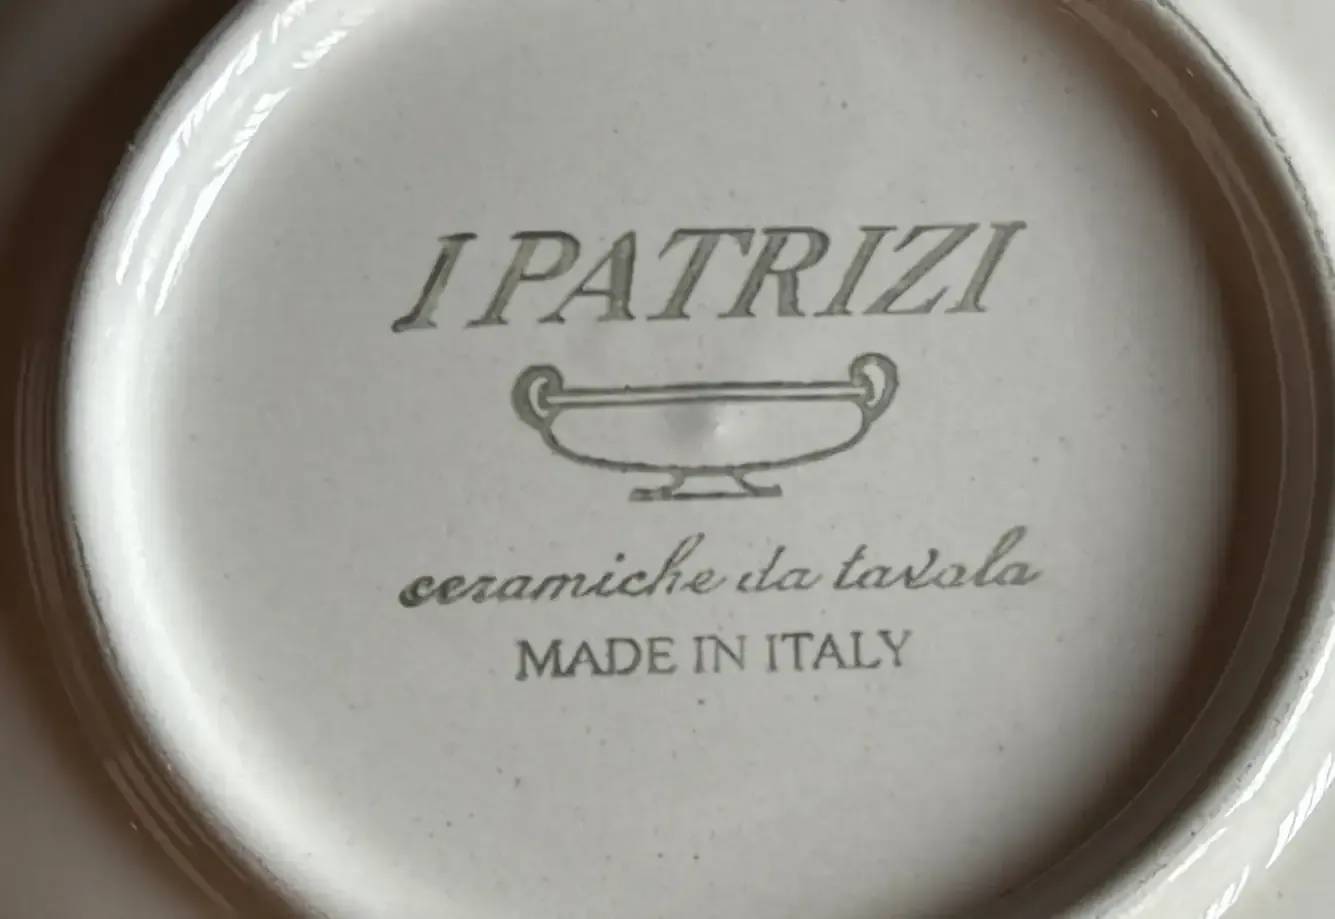 I PATRIZI
ceramiche da tavola
MADE IN ITALY